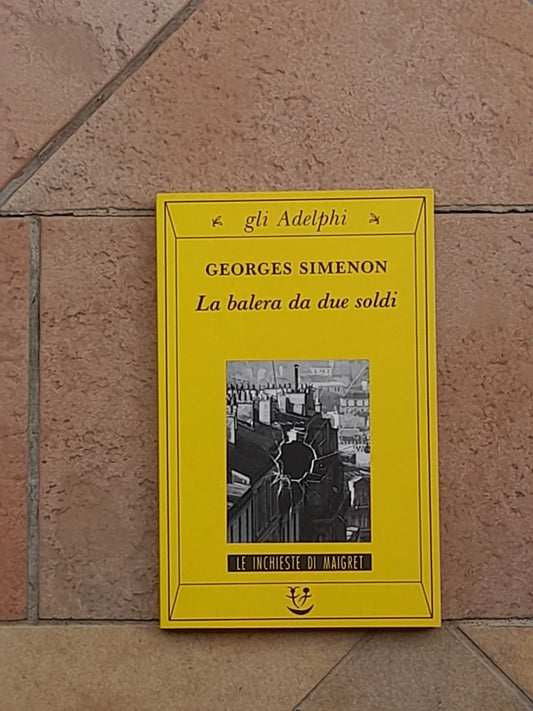 gli Adelphi
GEORGES SIMENON
La balera da due soldi
LE INCHIESTE DI MAIGRET